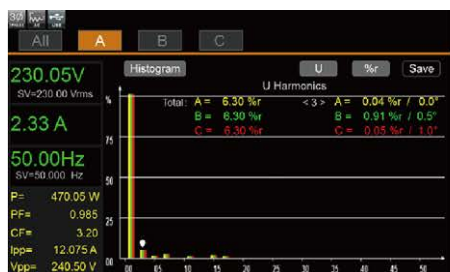 3Ø
All A B C
230.05V
SV=230.00 Vrms
2.33 A
50.00Hz
SV=50.000 Hz
P= 470.05 W
PF= 0.985
CF= 3.20
Ipp= 12.075 A
Vpp= 240.50 V
Histogram U %r Save
U Harmonics
% Total: A = 6.30 %r < 3 > A = 0.04 %r / 0.0°
B = 6.30 %r B = 0.91 %r / 0.5°
C = 6.30 %r C = 0.05 %r / 1.0°
100
75
50
25
00
00 05 10 15 20 25 30 35 40 45 50